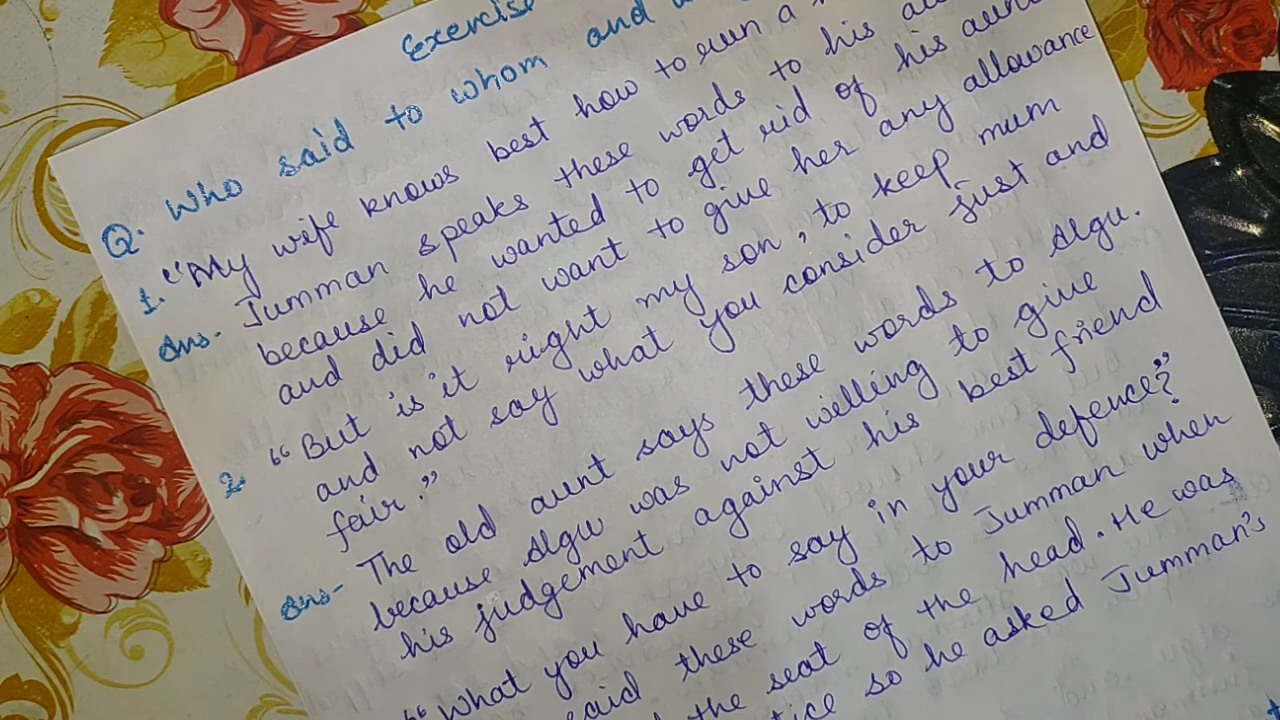 Exercise
Q. Who said to whom and
1. "My wife knows best how to run a
Ans- Jumman speaks these words to his
because he wanted to get rid of his aunt
and did not want to give her any allowance
2. "But is it right my son, to keep mum
and not say what you consider just and
fair."
Ans- The old aunt says these words to Algu.
because Algu was not welling to give
his judgement against his best friend
"What you have to say in your defence?"
said these words to Jumman when
the seat of the head. He was
so he asked Jumman's